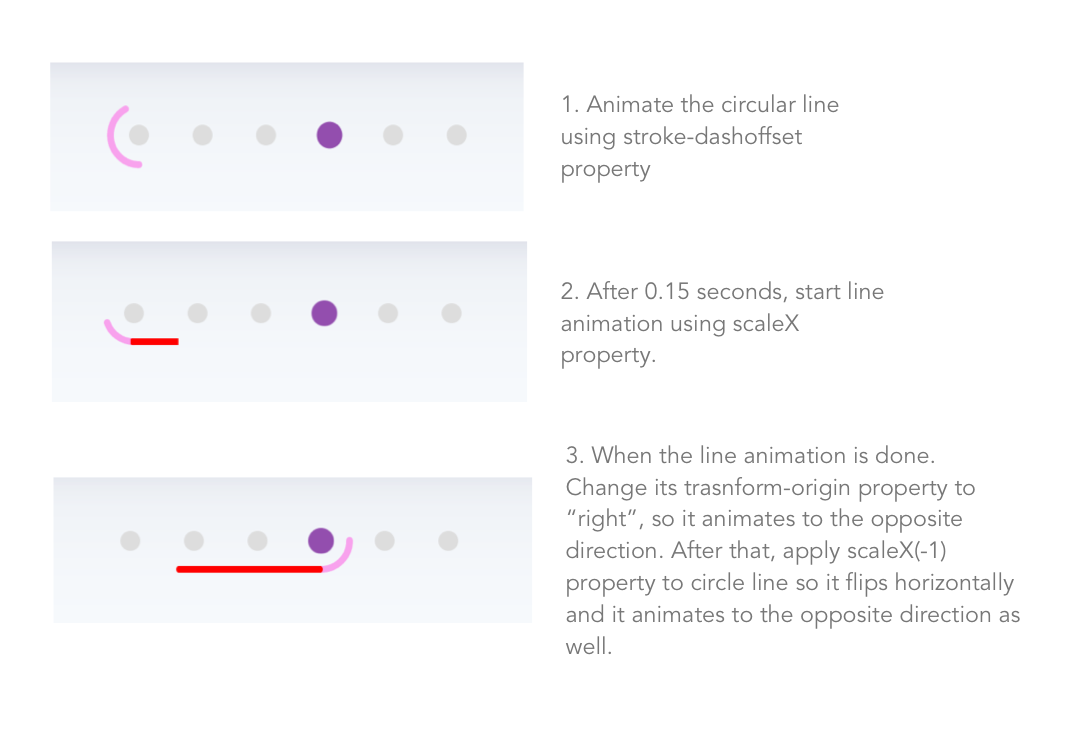 1. Animate the circular line
using stroke-dashoffset
property
2. After 0.15 seconds, start line
animation using scaleX
property.
3. When the line animation is done.
Change its trasnform-origin property to
“right”, so it animates to the opposite
direction. After that, apply scaleX(-1)
property to circle line so it flips horizontally
and it animates to the opposite direction as
well.